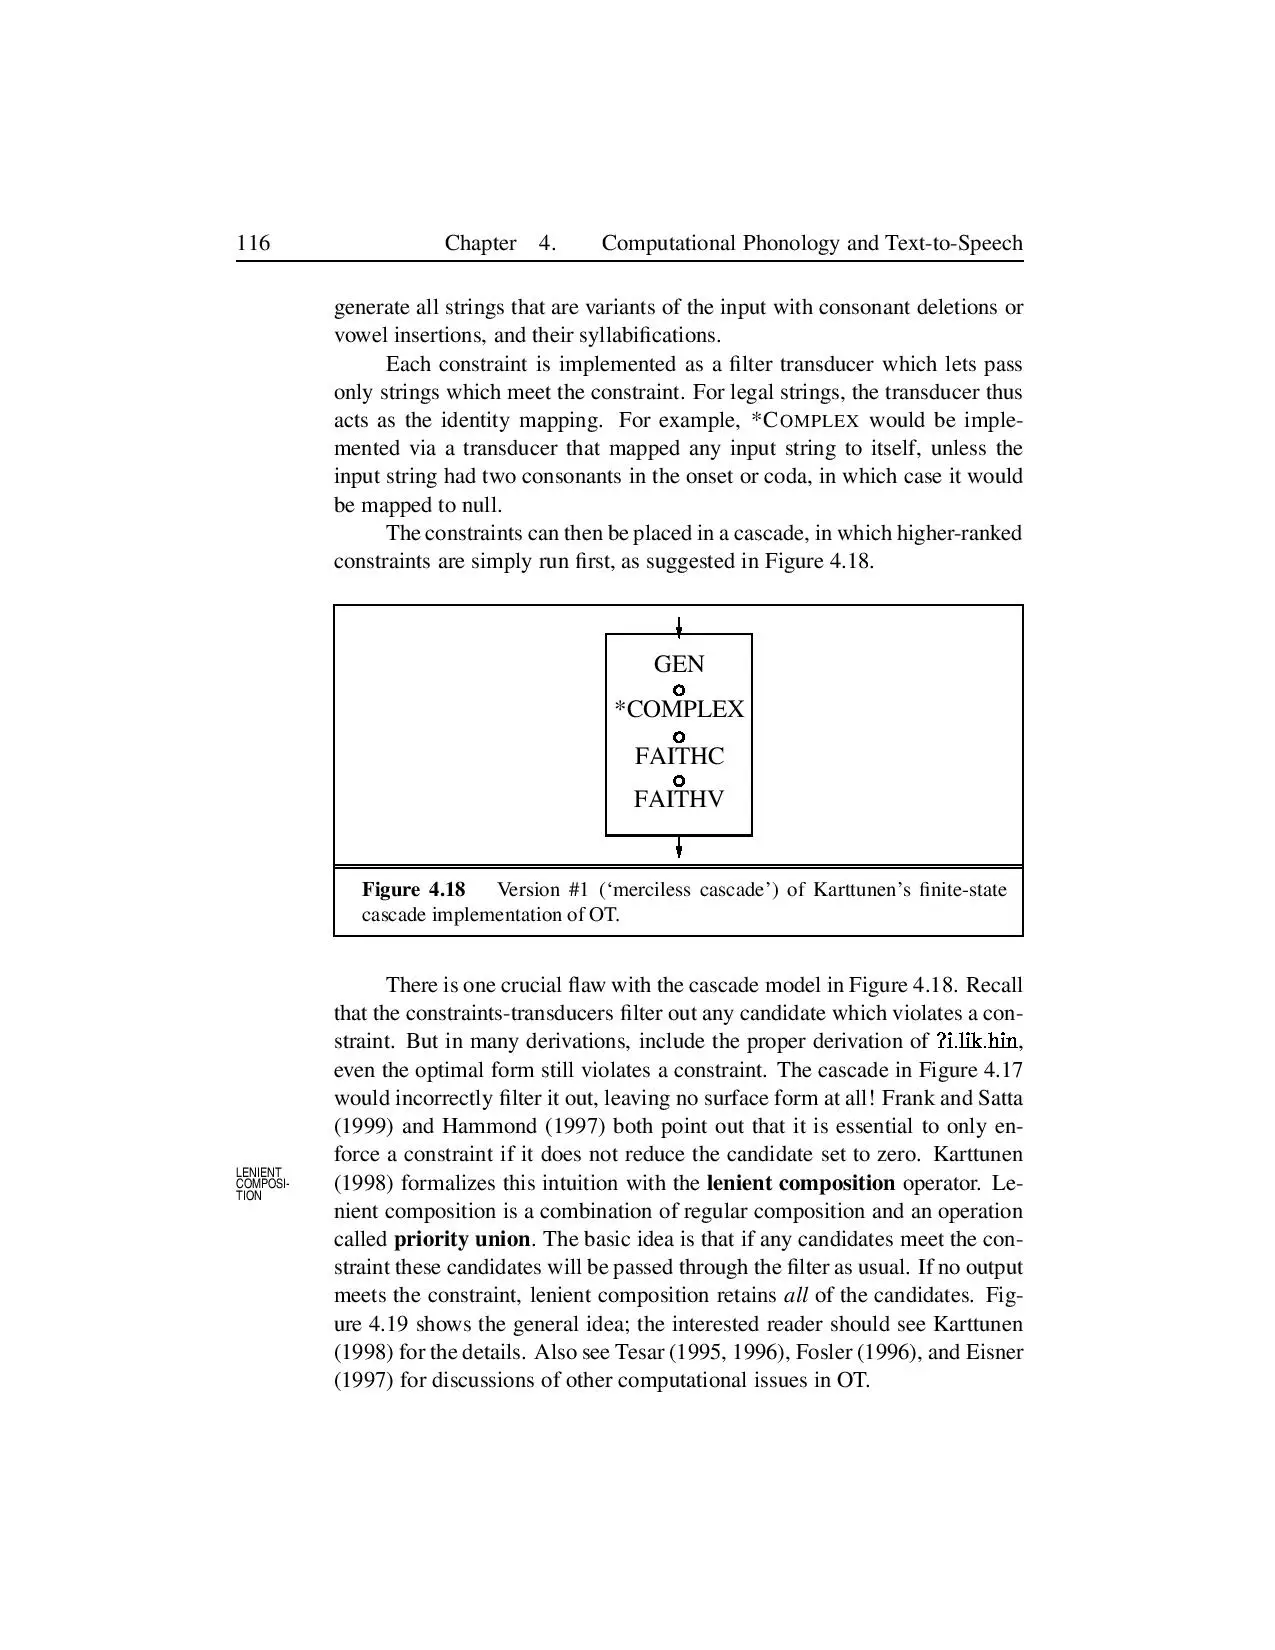 116 Chapter 4. Computational Phonology and Text-to-Speech
generate all strings that are variants of the input with consonant deletions or
vowel insertions, and their syllabifications.
Each constraint is implemented as a filter transducer which lets pass
only strings which meet the constraint. For legal strings, the transducer thus
acts as the identity mapping. For example, *COMPLEX would be imple-
mented via a transducer that mapped any input string to itself, unless the
input string had two consonants in the onset or coda, in which case it would
be mapped to null.
The constraints can then be placed in a cascade, in which higher-ranked
constraints are simply run first, as suggested in Figure 4.18.
GEN
*COMPLEX
FAITHC
FAITHV
Figure 4.18 Version #1 (‘merciless cascade’) of Karttunen’s finite-state
cascade implementation of OT.
There is one crucial flaw with the cascade model in Figure 4.18. Recall
that the constraints-transducers filter out any candidate which violates a con-
straint. But in many derivations, include the proper derivation of ʔi.lik.hin,
even the optimal form still violates a constraint. The cascade in Figure 4.17
would incorrectly filter it out, leaving no surface form at all! Frank and Satta
(1999) and Hammond (1997) both point out that it is essential to only en-
force a constraint if it does not reduce the candidate set to zero. Karttunen
LENIENT
COMPOSI-
TION
(1998) formalizes this intuition with the lenient composition operator. Le-
nient composition is a combination of regular composition and an operation
called priority union. The basic idea is that if any candidates meet the con-
straint these candidates will be passed through the filter as usual. If no output
meets the constraint, lenient composition retains all of the candidates. Fig-
ure 4.19 shows the general idea; the interested reader should see Karttunen
(1998) for the details. Also see Tesar (1995, 1996), Fosler (1996), and Eisner
(1997) for discussions of other computational issues in OT.